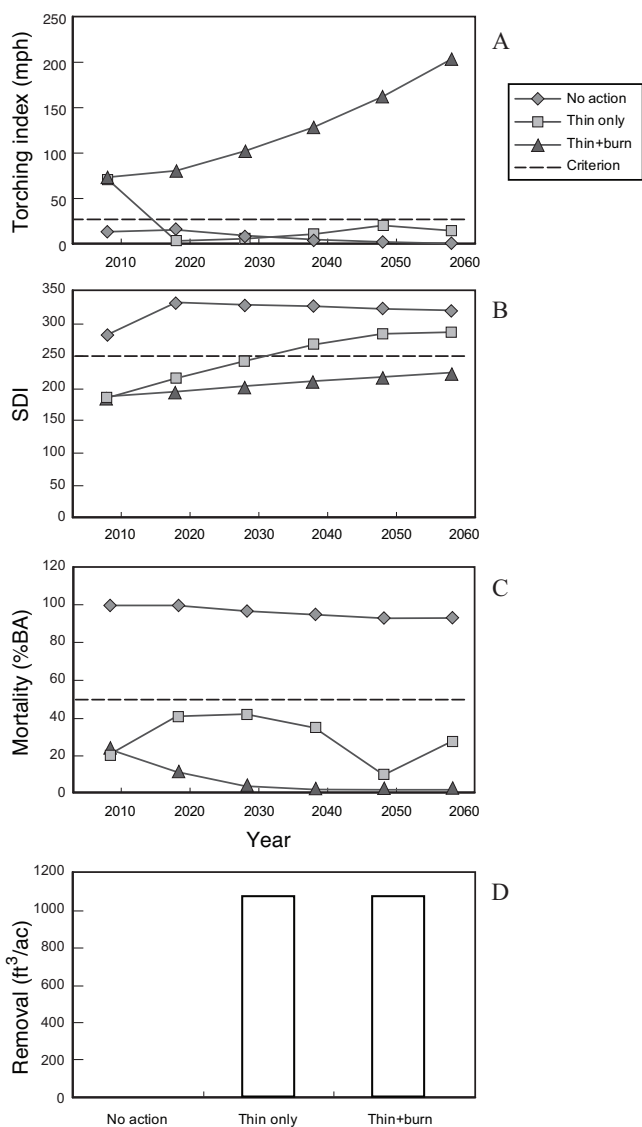 A
Torching index (mph)
250
200
150
100
50
0
2010 2020 2030 2040 2050 2060
No action
Thin only
Thin+burn
Criterion
B
SDI
350
300
250
200
150
100
50
0
2010 2020 2030 2040 2050 2060
C
Mortality (%BA)
120
100
80
60
40
20
0
2010 2020 2030 2040 2050 2060
Year
D
Removal (ft³/ac)
1200
1000
800
600
400
200
0
No action Thin only Thin+burn